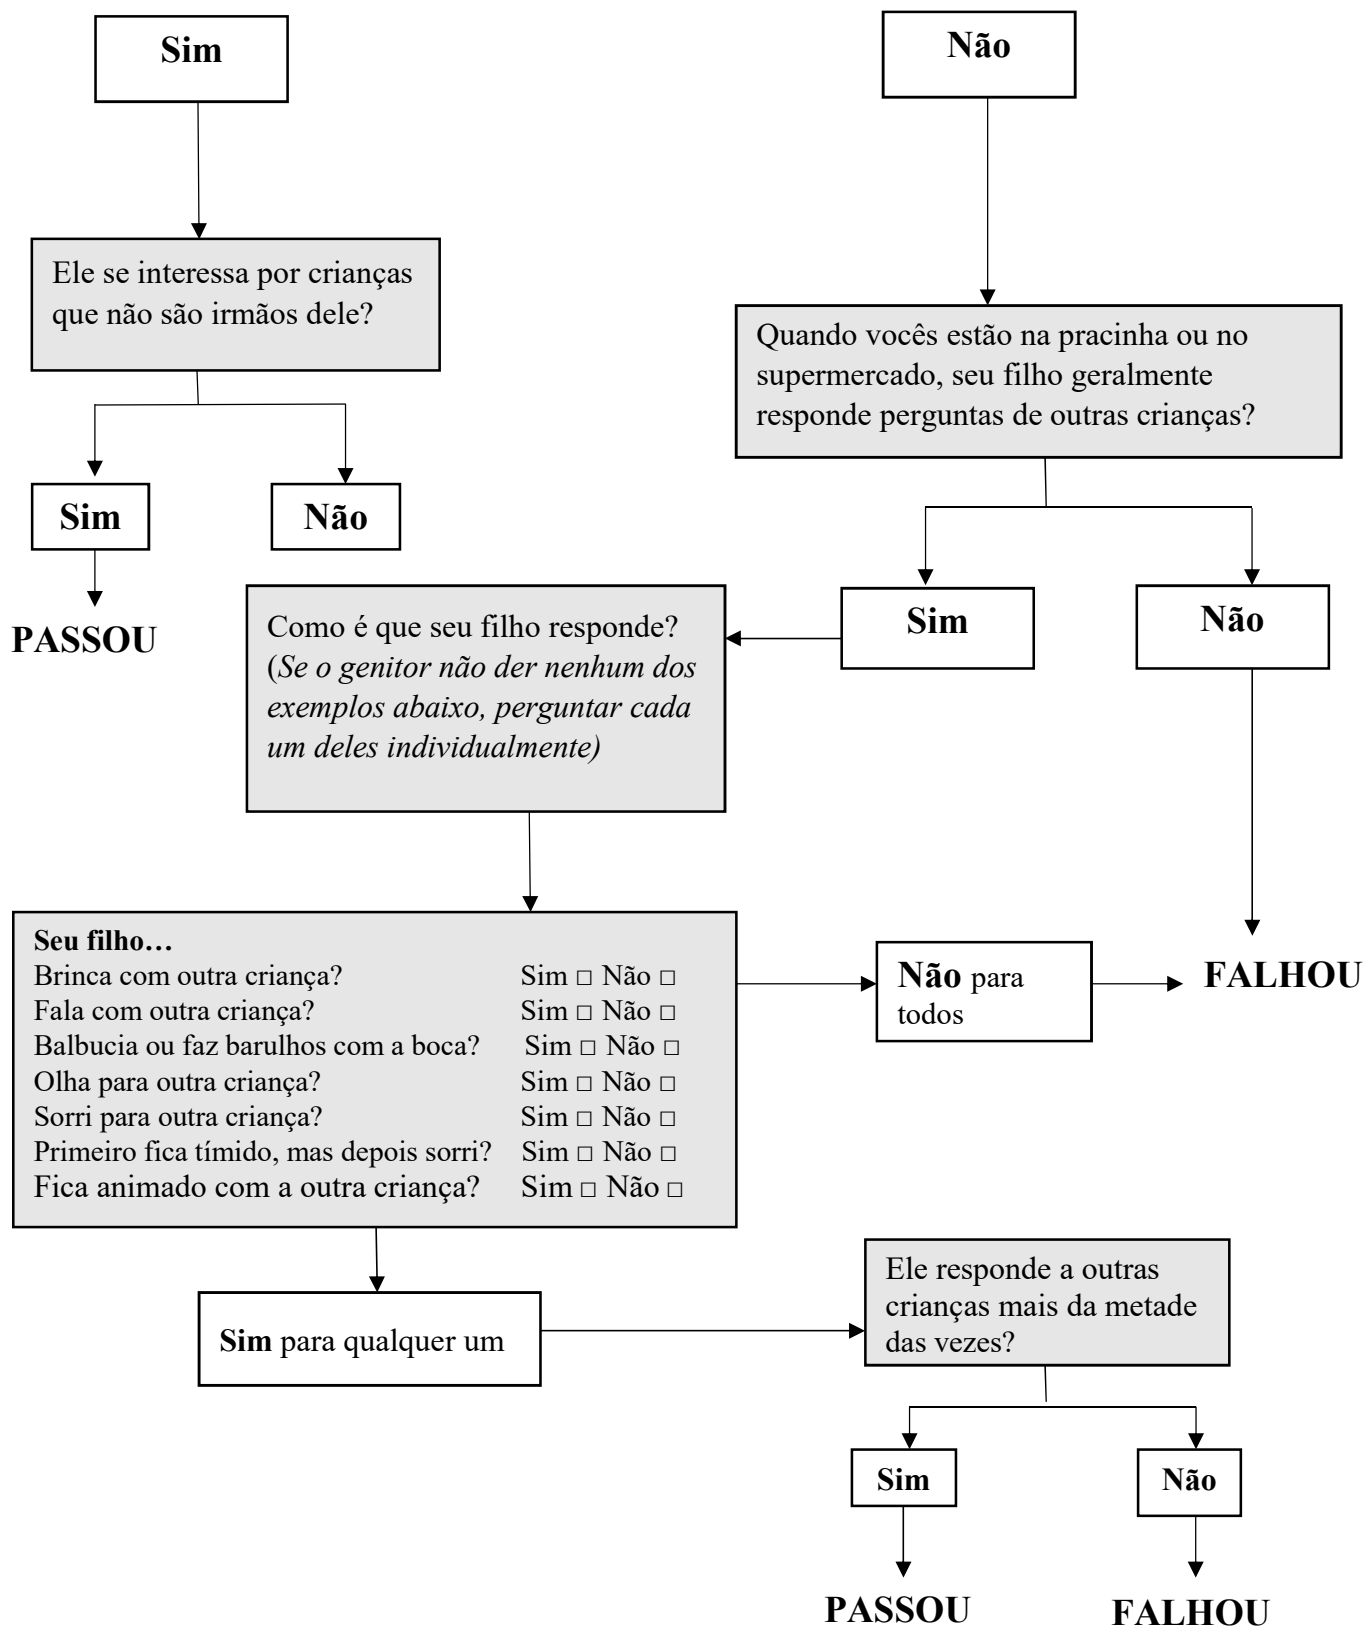 Sim
Não
Ele se interessa por crianças
que não são irmãos dele?
Quando vocês estão na pracinha ou no
supermercado, seu filho geralmente
responde perguntas de outras crianças?
Sim
Não
PASSOU
Sim
Não
Como é que seu filho responde?
(Se o genitor não der nenhum dos
exemplos abaixo, perguntar cada
um deles individualmente)
Seu filho…
Brinca com outra criança? Sim □ Não □
Fala com outra criança? Sim □ Não □
Balbucia ou faz barulhos com a boca? Sim □ Não □
Olha para outra criança? Sim □ Não □
Sorri para outra criança? Sim □ Não □
Primeiro fica tímido, mas depois sorri? Sim □ Não □
Fica animado com a outra criança? Sim □ Não □
Não para
todos
FALHOU
Sim para qualquer um
Ele responde a outras
crianças mais da metade
das vezes?
Sim
Não
PASSOU
FALHOU